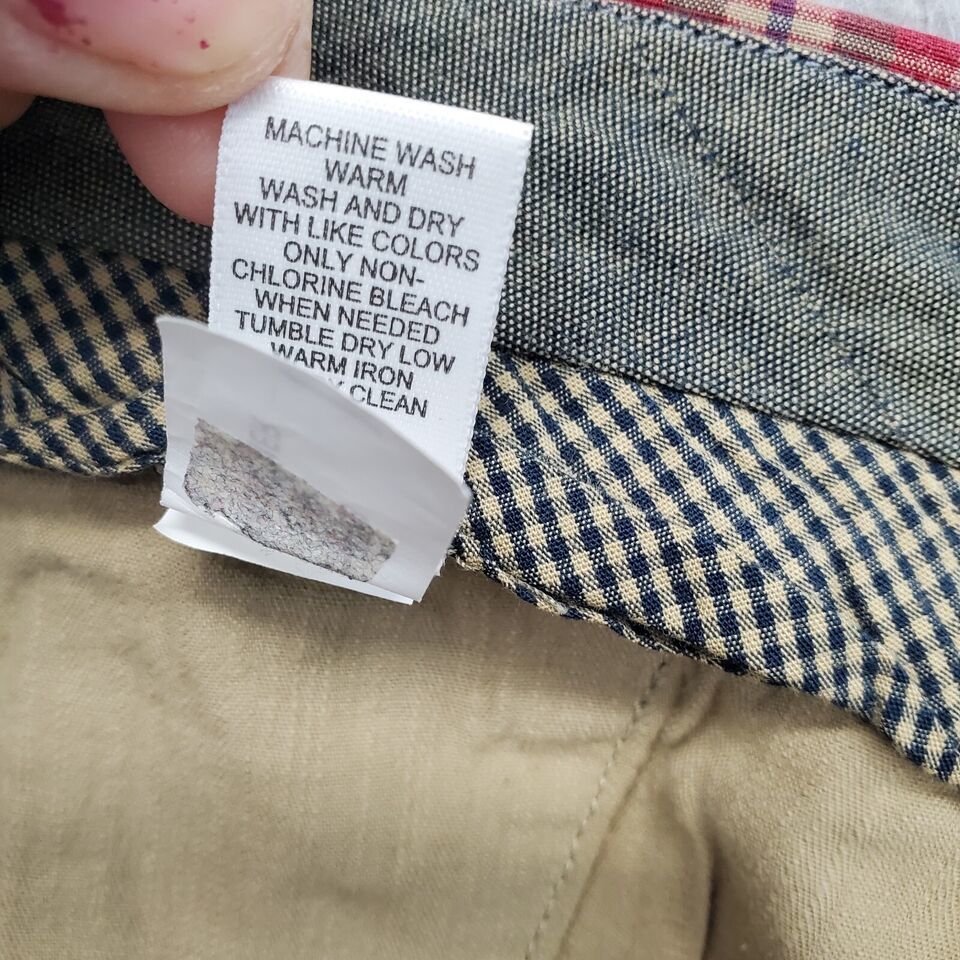 MACHINE WASH
WARM
WASH AND DRY
WITH LIKE COLORS
ONLY NON-
CHLORINE BLEACH
WHEN NEEDED
TUMBLE DRY LOW
WARM IRON
CLEAN